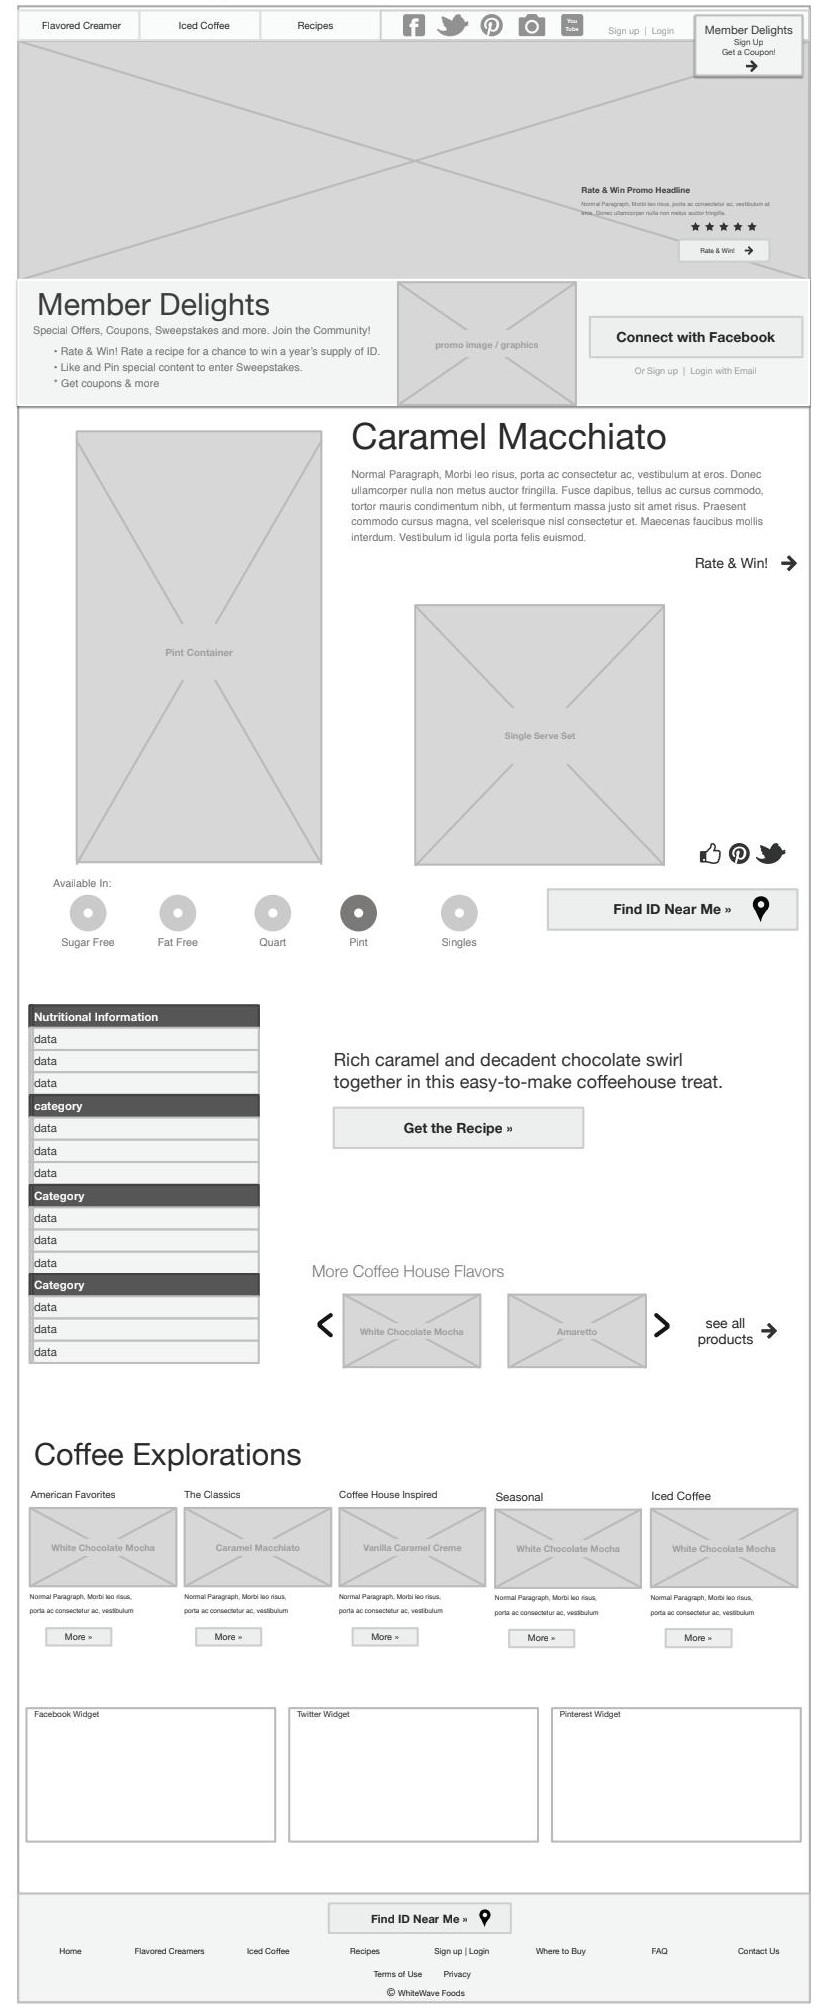 Flavored Creamer
Iced Coffee
Recipes
You
Tube
Sign up | Login
Member Delights
Sign Up
Get a Coupon!
Rate & Win Promo Headline
Normal Paragraph, Morbi leo risus, porta ac consectetur ac, vestibulum at
eros. Donec ullamcorper nulla non metus auctor fringilla.
Rate & Win!
Member Delights
Special Offers, Coupons, Sweepstakes and more. Join the Community!
• Rate & Win! Rate a recipe for a chance to win a year's supply of ID.
• Like and Pin special content to enter Sweepstakes.
* Get coupons & more
promo image / graphics
Connect with Facebook
Or Sign up | Login with Email
Caramel Macchiato
Normal Paragraph, Morbi leo risus, porta ac consectetur ac, vestibulum at eros. Donec
ullamcorper nulla non metus auctor fringilla. Fusce dapibus, tellus ac cursus commodo,
tortor mauris condimentum nibh, ut fermentum massa justo sit amet risus. Praesent
commodo cursus magna, vel scelerisque nisl consectetur et. Maecenas faucibus mollis
interdum. Vestibulum id ligula porta felis euismod.
Rate & Win!
Pint Container
Single Serve Set
Available In:
Sugar Free
Fat Free
Quart
Pint
Singles
Find ID Near Me »
Nutritional Information
data
data
data
category
data
data
data
Category
data
data
data
Category
data
data
data
Rich caramel and decadent chocolate swirl
together in this easy-to-make coffeehouse treat.
Get the Recipe »
More Coffee House Flavors
White Chocolate Mocha
Amaretto
see all
products
Coffee Explorations
American Favorites
White Chocolate Mocha
Normal Paragraph, Morbi leo risus,
porta ac consectetur ac, vestibulum
More »
The Classics
Caramel Macchiato
Normal Paragraph, Morbi leo risus,
porta ac consectetur ac, vestibulum
More »
Coffee House Inspired
Vanilla Caramel Creme
Normal Paragraph, Morbi leo risus,
porta ac consectetur ac, vestibulum
More »
Seasonal
White Chocolate Mocha
Normal Paragraph, Morbi leo risus,
porta ac consectetur ac, vestibulum
More »
Iced Coffee
White Chocolate Mocha
Normal Paragraph, Morbi leo risus,
porta ac consectetur ac, vestibulum
More »
Facebook Widget
Twitter Widget
Pinterest Widget
Find ID Near Me »
Home
Flavored Creamers
Iced Coffee
Recipes
Sign up | Login
Where to Buy
FAQ
Contact Us
Terms of Use
Privacy
© WhiteWave Foods